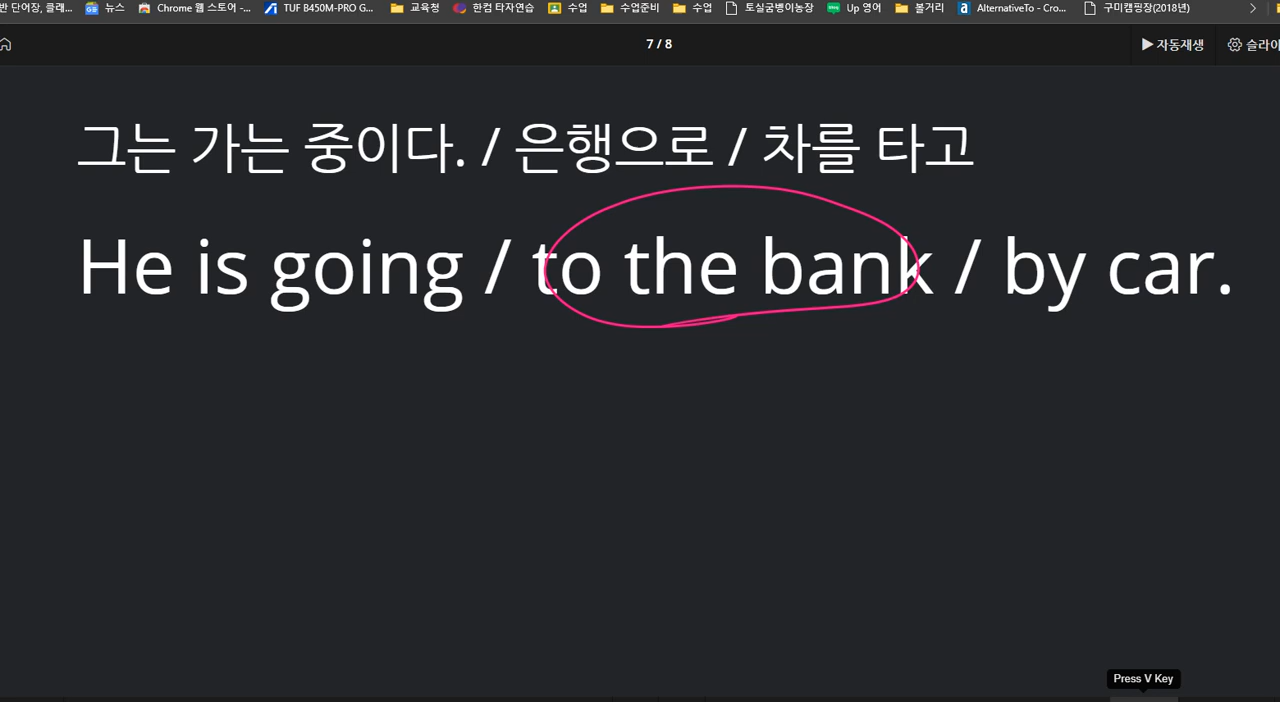 반 단어장, 클래... 뉴스 Chrome 웹 스토어 -... TUF B450M-PRO G... 교육청 한컴 타자연습 수업 수업준비 수업 토실굼벵이농장 Up 영어 볼거리 AlternativeTo - Cro... 구미캠핑장(2018년)
7 / 8 자동재생 슬라이
그는 가는 중이다. / 은행으로 / 차를 타고
He is going / to the bank / by car.
Press V Key